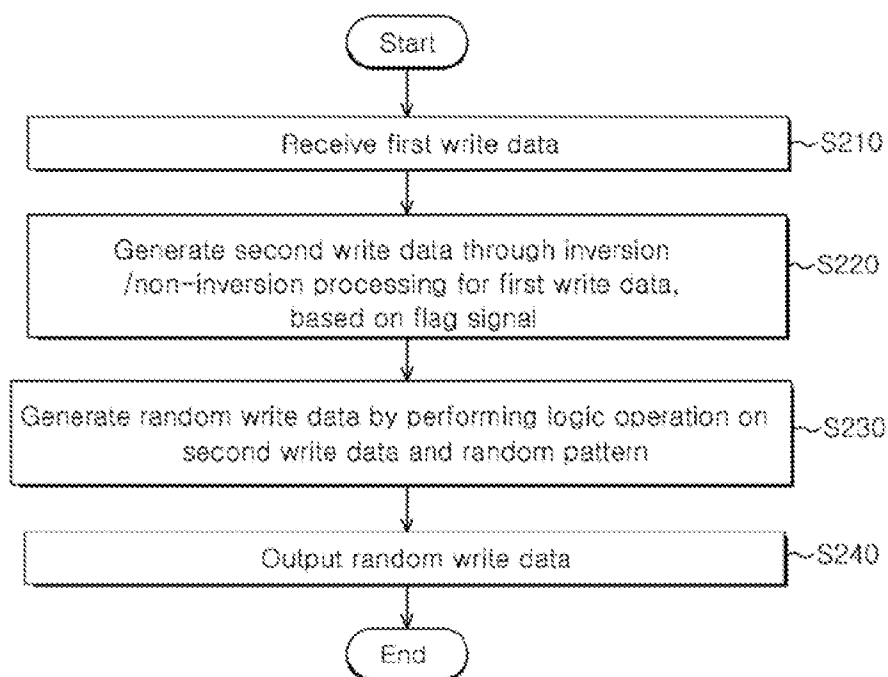 Start
Receive first write data
S210
Generate second write data through inversion
/non-inversion processing for first write data,
based on flag signal
S220
Generate random write data by performing logic operation on
second write data and random pattern
S230
Output random write data
S240
End